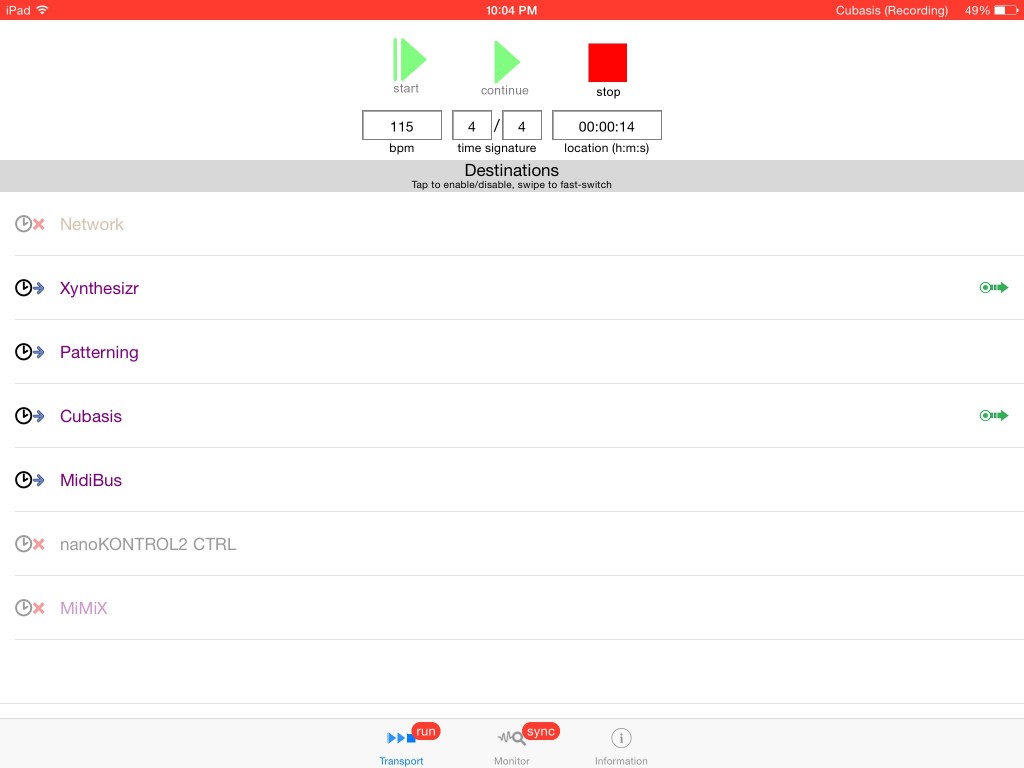 iPad 10:04 PM Cubasis (Recording) 49%
start continue stop
115 4 / 4 00:00:14
bpm time signature location (h:m:s)
Destinations
Tap to enable/disable, swipe to fast-switch
Network
Xynthesizr
Patterning
Cubasis
MidiBus
nanoKONTROL2 CTRL
MiMiX
run sync
Transport Monitor Information